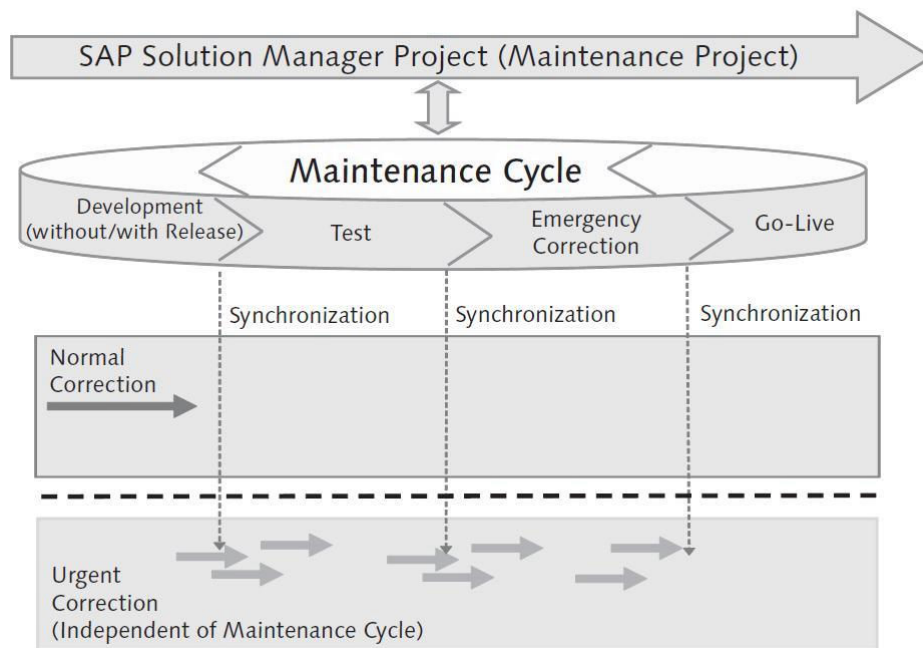 SAP Solution Manager Project (Maintenance Project)
Maintenance Cycle
Development
(without/with Release)
Test
Emergency
Correction
Go-Live
Synchronization
Synchronization
Synchronization
Normal
Correction
Urgent
Correction
(Independent of Maintenance Cycle)